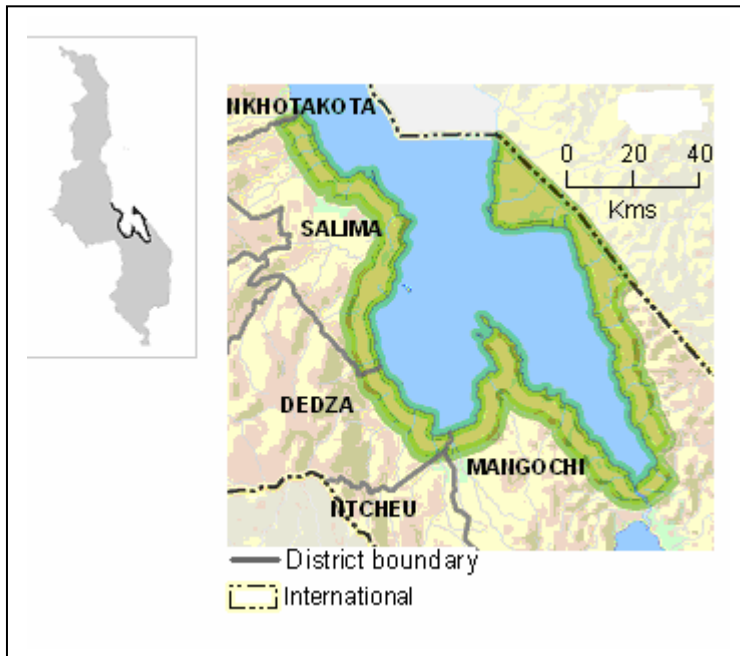 NKHOTAKOTA
0 20 40
Kms
SALIMA
DEDZA
MANGOCHI
NTCHEU
District boundary
International